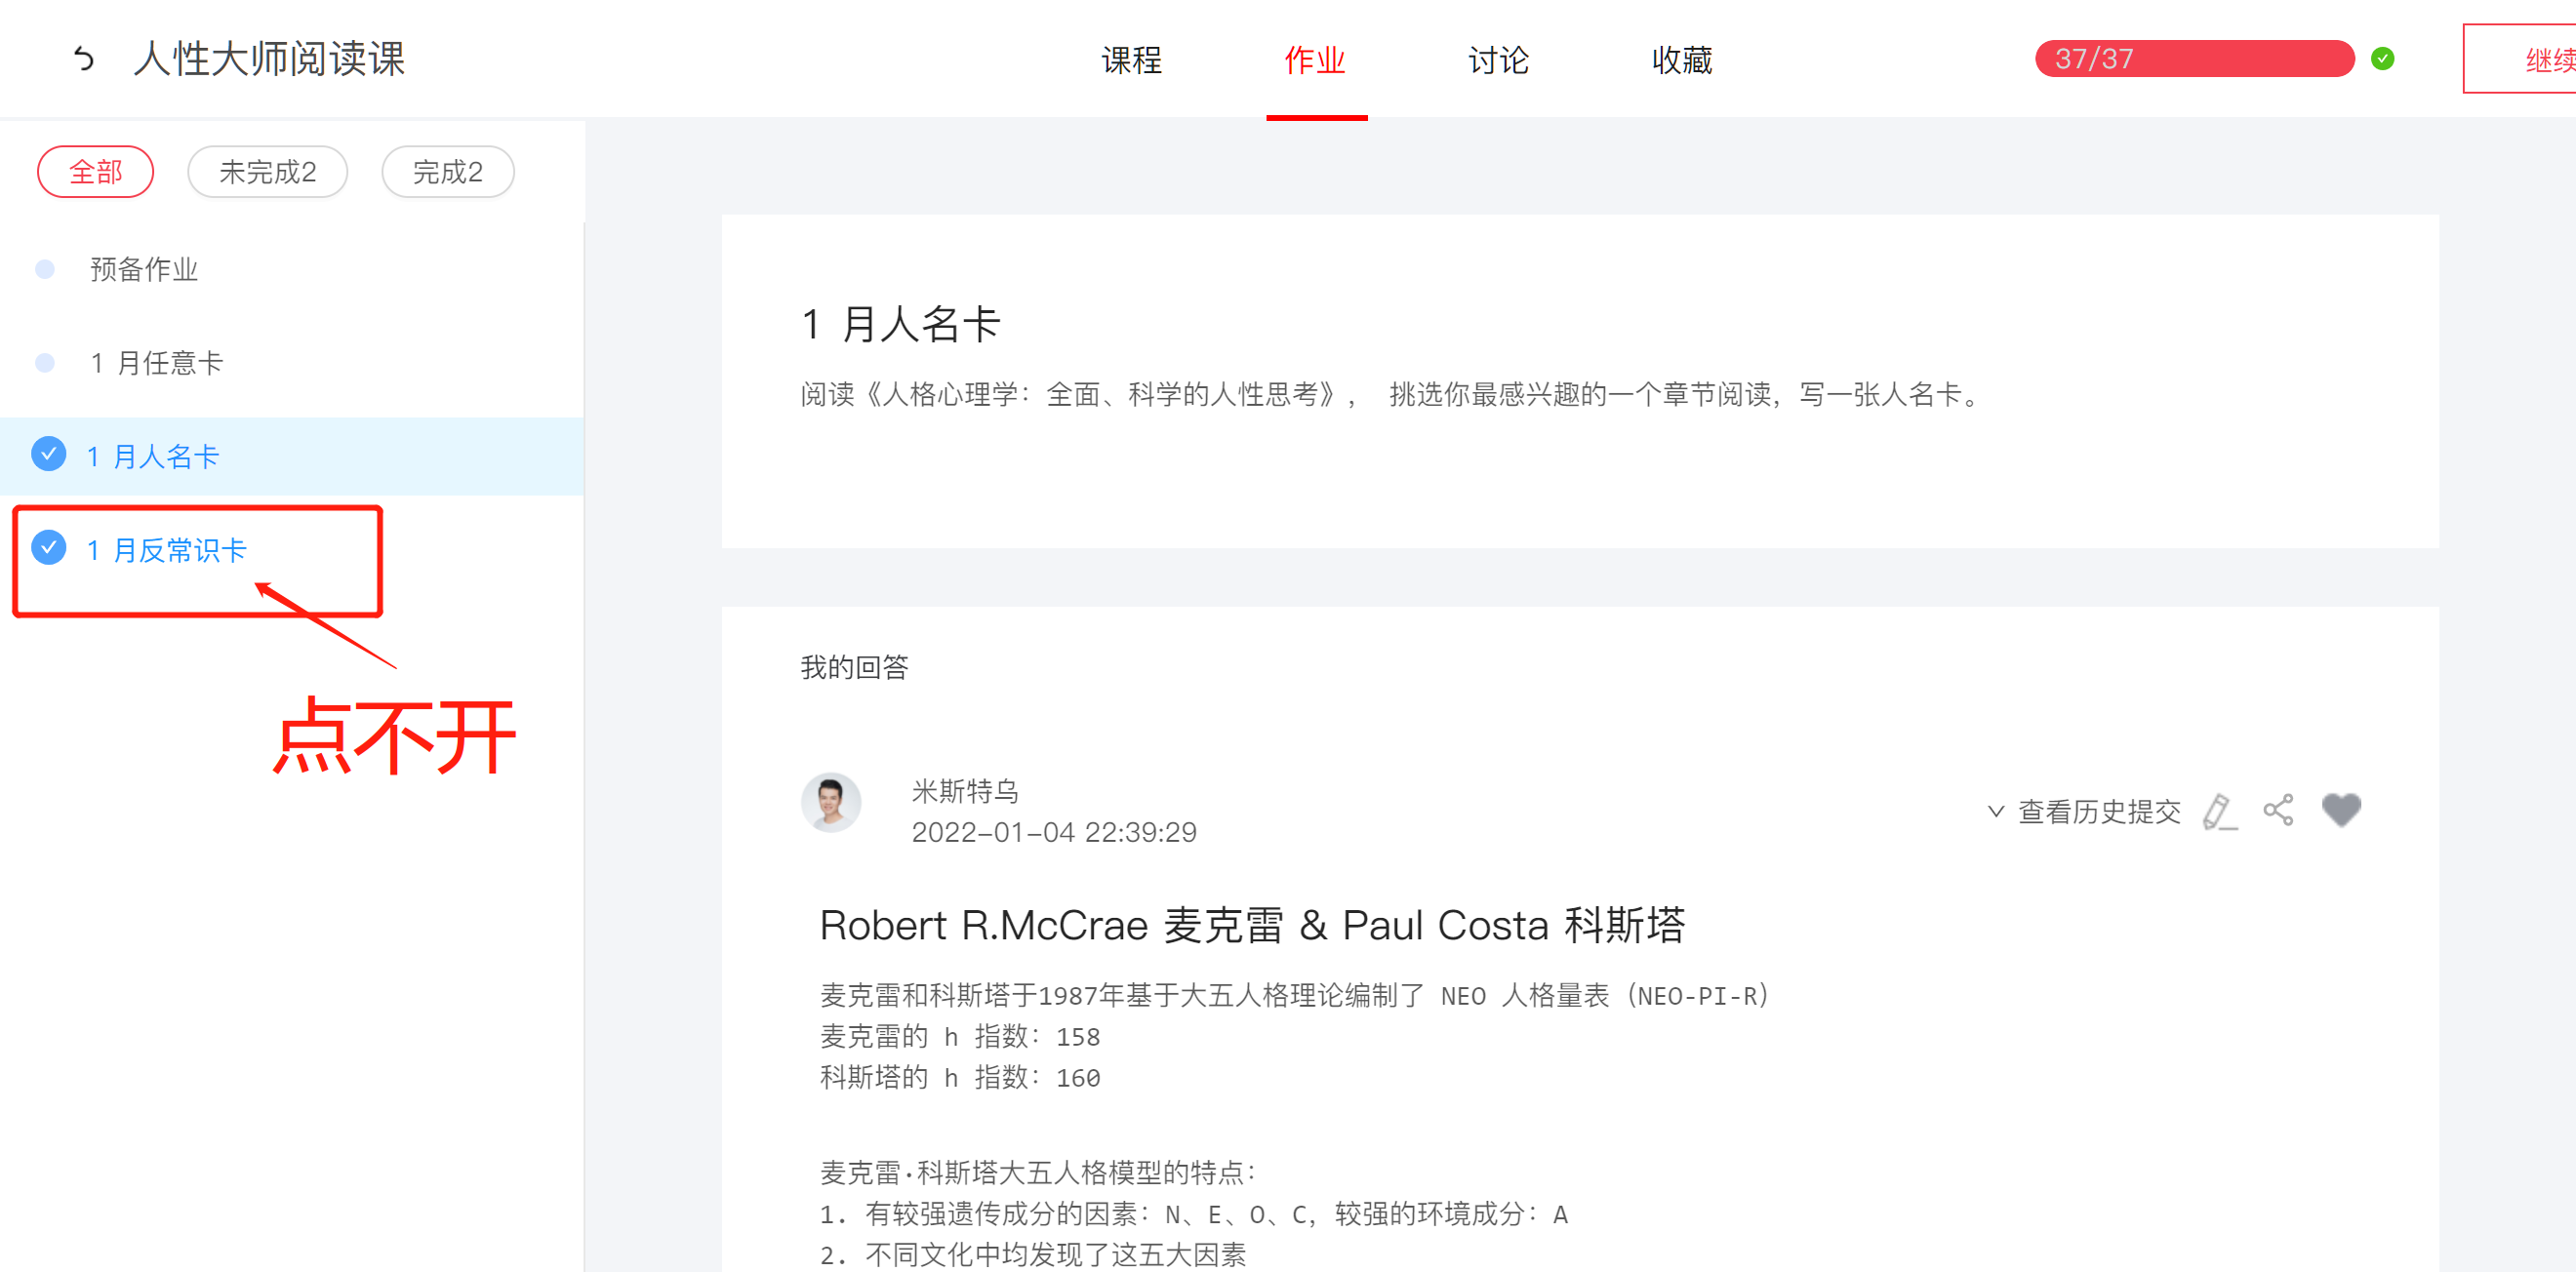 人性大师阅读课
课程
作业
讨论
收藏
37/37
继续
全部
未完成2
完成2
预备作业
1 月任意卡
1 月人名卡
1 月反常识卡
点不开
1 月人名卡
阅读《人格心理学：全面、科学的人性思考》， 挑选你最感兴趣的一个章节阅读，写一张人名卡。
我的回答
米斯特乌
2022-01-04 22:39:29
查看历史提交
Robert R.McCrae 麦克雷 & Paul Costa 科斯塔
麦克雷和科斯塔于1987年基于大五人格理论编制了 NEO 人格量表（NEO-PI-R）
麦克雷的 h 指数：158
科斯塔的 h 指数：160
麦克雷·科斯塔大五人格模型的特点：
1. 有较强遗传成分的因素：N、E、O、C，较强的环境成分：A
2. 不同文化中均发现了这五大因素